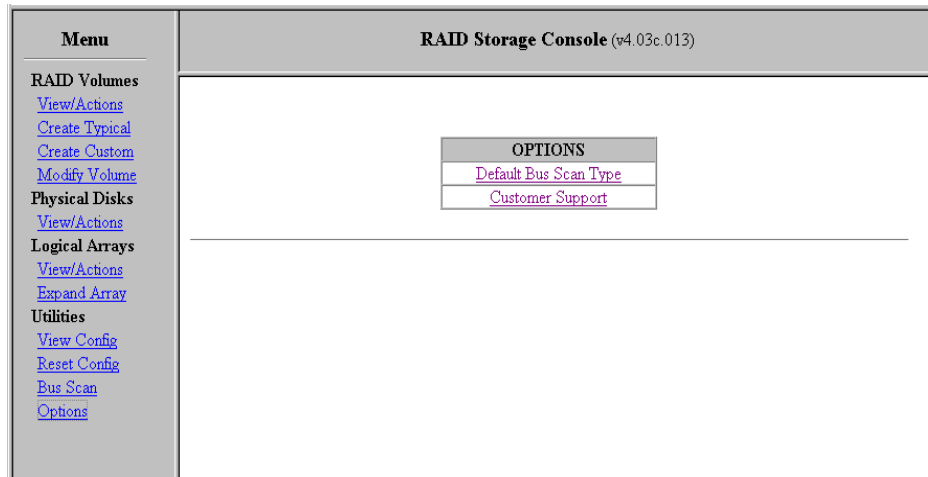 Menu
RAID Volumes
View/Actions
Create Typical
Create Custom
Modify Volume
Physical Disks
View/Actions
Logical Arrays
View/Actions
Expand Array
Utilities
View Config
Reset Config
Bus Scan
Options
RAID Storage Console (v4.03c.013)
OPTIONS
Default Bus Scan Type
Customer Support